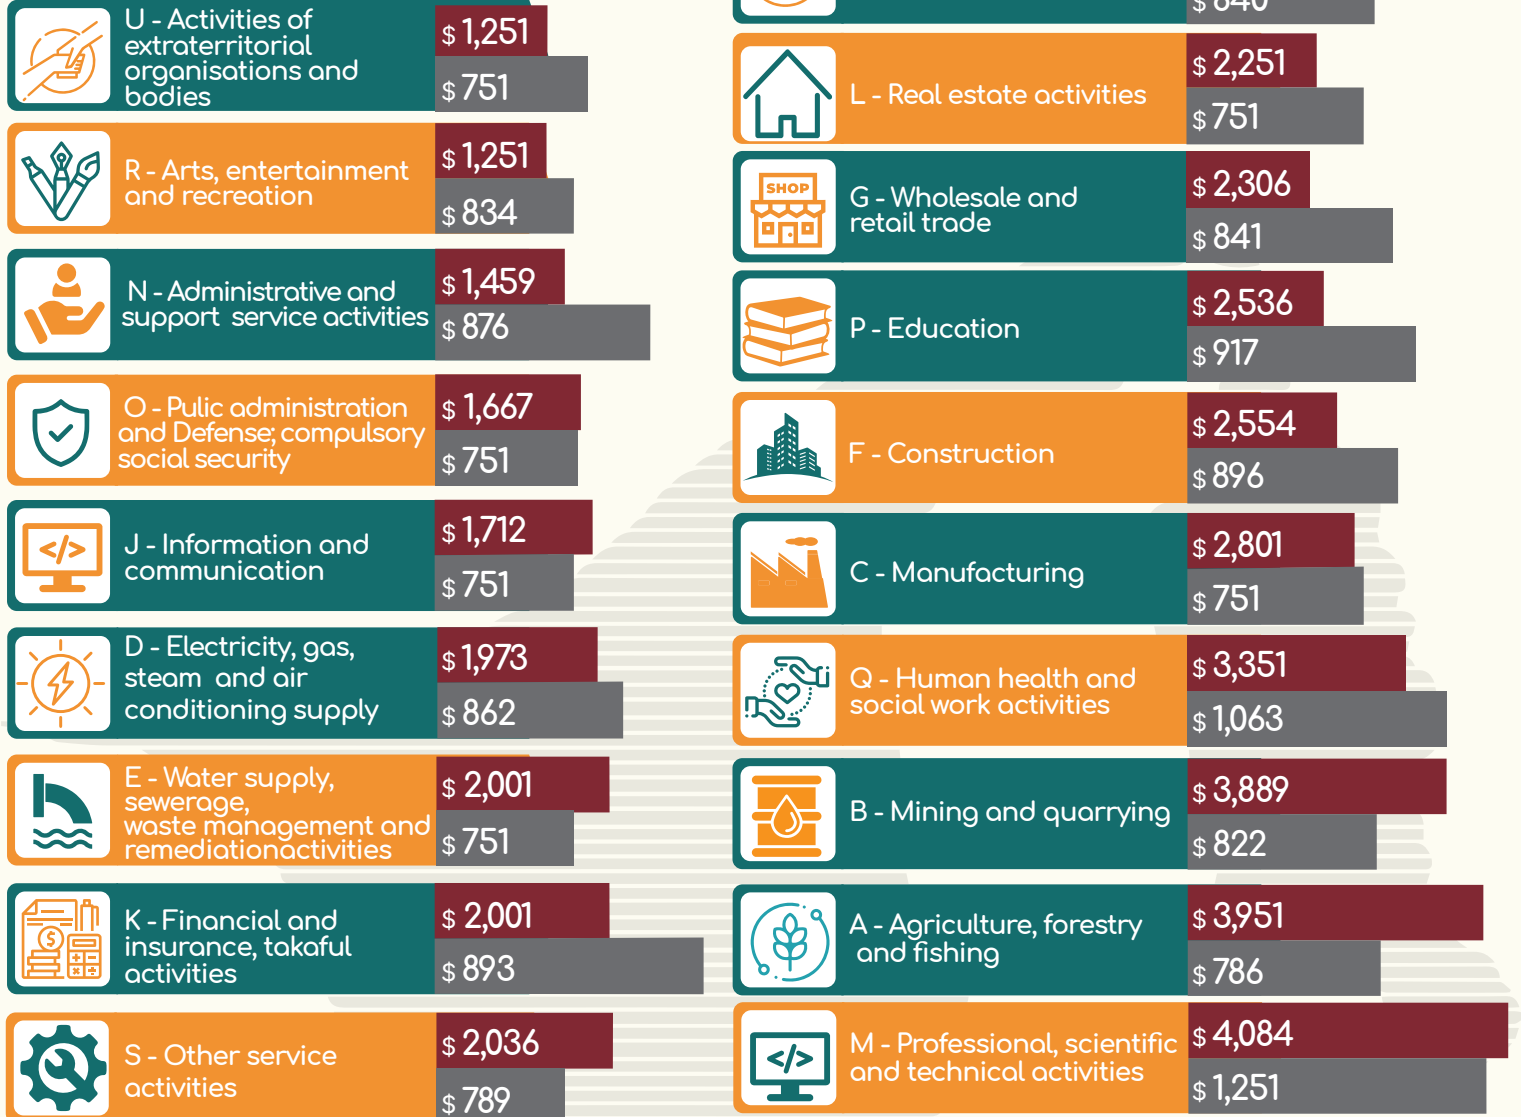 U - Activities of
extraterritorial
organisations and
bodies
$ 1,251
$ 751
R - Arts, entertainment
and recreation
$ 1,251
$ 834
N - Administrative and
support service activities
$ 1,459
$ 876
O - Pulic administration
and Defense; compulsory
social security
$ 1,667
$ 751
</>
J - Information and
communication
$ 1,712
$ 751
D - Electricity, gas,
steam and air
conditioning supply
$ 1,973
$ 862
E - Water supply,
sewerage,
waste management and
remediationactivities
$ 2,001
$ 751
$
K - Financial and
insurance, takaful
activities
$ 2,001
$ 893
S - Other service
activities
$ 2,036
$ 789
$ 640
L - Real estate activities
$ 2,251
$ 751
SHOP
G - Wholesale and
retail trade
$ 2,306
$ 841
P - Education
$ 2,536
$ 917
F - Construction
$ 2,554
$ 896
C - Manufacturing
$ 2,801
$ 751
Q - Human health and
social work activities
$ 3,351
$ 1,063
B - Mining and quarrying
$ 3,889
$ 822
A - Agriculture, forestry
and fishing
$ 3,951
$ 786
</>
M - Professional, scientific
and technical activities
$ 4,084
$ 1,251